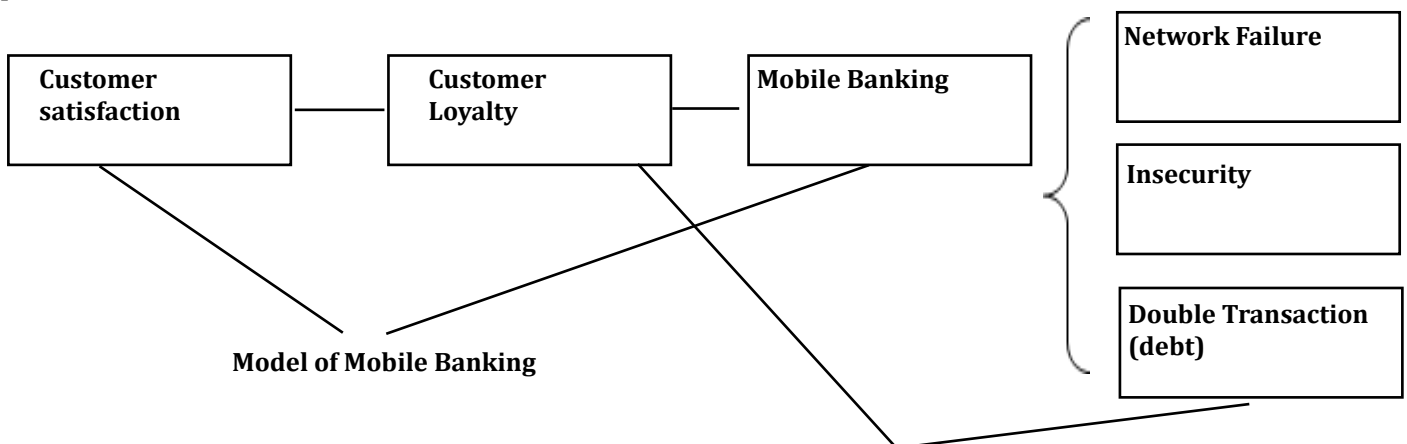 Customer
satisfaction
Customer
Loyalty
Mobile Banking
Network Failure
Insecurity
Double Transaction
(debt)
Model of Mobile Banking